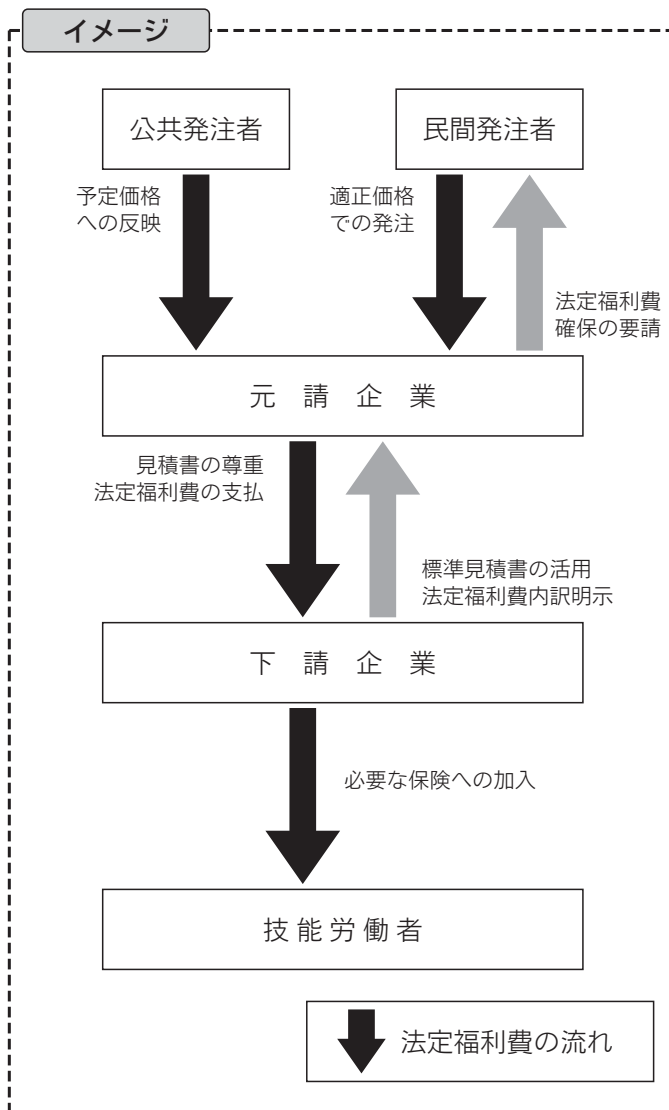 イメージ
公共発注者
民間発注者
予定価格
への反映
適正価格
での発注
法定福利費
確保の要請
元請企業
見積書の尊重
法定福利費の支払
標準見積書の活用
法定福利費内訳明示
下請企業
必要な保険への加入
技能労働者
法定福利費の流れ